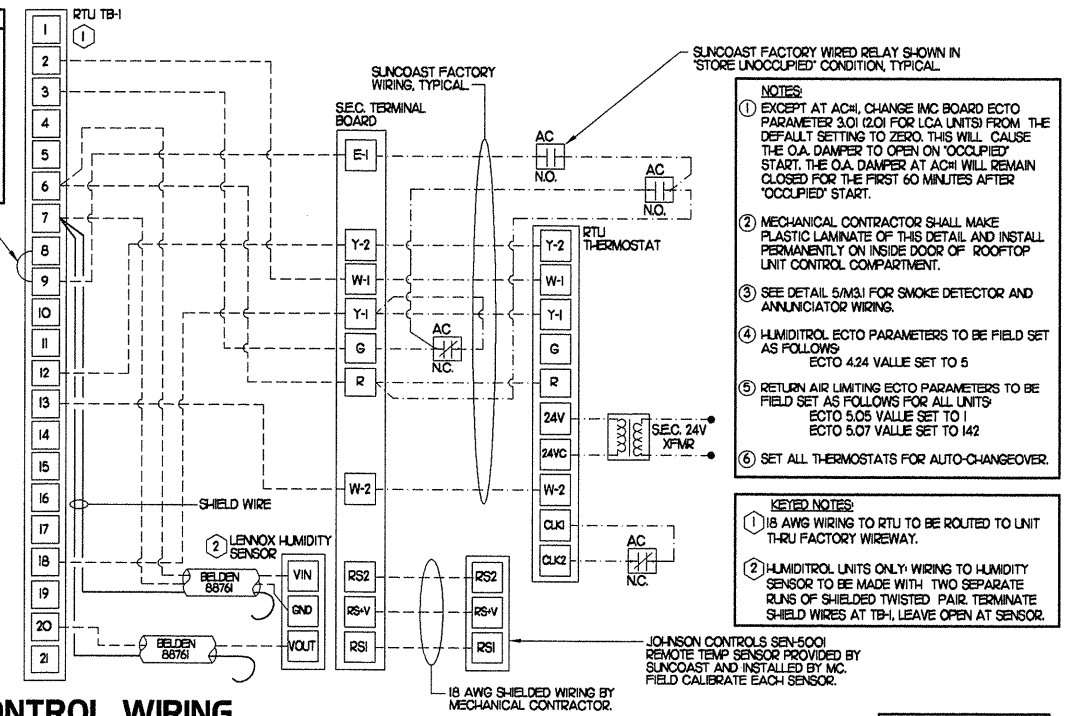 RTU TB-1
1
1
2
3
4
5
6
7
8
9
10
11
12
13
14
15
16
17
18
19
20
21
SHIELD WIRE
2 LENNOX HUMIDITY
SENSOR
BELDEN
88761
BELDEN
88761
VIN
GND
VOUT
SUNCOAST FACTORY
WIRING, TYPICAL
S.E.C. TERMINAL
BOARD
E-1
Y-2
W-1
Y-1
G
R
W-2
RS2
RS+V
RS1
AC
N.O.
AC
N.O.
AC
N.C.
RTU
THERMOSTAT
Y-2
W-1
Y-1
G
R
24V
24VC
W-2
CLK1
CLK2
S.E.C. 24V
XFMR
AC
N.C.
RS2
RS+V
RS1
SUNCOAST FACTORY WIRED RELAY SHOWN IN
"STORE UNOCCUPIED" CONDITION, TYPICAL.
JOHNSON CONTROLS SEN-5001
REMOTE TEMP SENSOR PROVIDED BY
SUNCOAST AND INSTALLED BY MC.
FIELD CALIBRATE EACH SENSOR.
18 AWG SHIELDED WIRING BY
MECHANICAL CONTRACTOR.
NOTES:
1 EXCEPT AT AC#1, CHANGE IMC BOARD ECTO
PARAMETER 3.01 (2.01 FOR LCA UNITS) FROM THE
DEFAULT SETTING TO ZERO. THIS WILL CAUSE
THE O.A. DAMPER TO OPEN ON "OCCUPIED"
START. THE O.A. DAMPER AT AC#1 WILL REMAIN
CLOSED FOR THE FIRST 60 MINUTES AFTER
"OCCUPIED" START.
2 MECHANICAL CONTRACTOR SHALL MAKE
PLASTIC LAMINATE OF THIS DETAIL AND INSTALL
PERMANENTLY ON INSIDE DOOR OF ROOFTOP
UNIT CONTROL COMPARTMENT.
3 SEE DETAIL 5/M3.1 FOR SMOKE DETECTOR AND
ANNUNICIATOR WIRING.
4 HUMIDITROL ECTO PARAMETERS TO BE FIELD SET
AS FOLLOWS:
ECTO 4.24 VALUE SET TO 5
5 RETURN AIR LIMITING ECTO PARAMETERS TO BE
FIELD SET AS FOLLOWS FOR ALL UNITS:
ECTO 5.05 VALUE SET TO 1
ECTO 5.07 VALUE SET TO 142
6 SET ALL THERMOSTATS FOR AUTO-CHANGEOVER.
KEYED NOTES:
1 18 AWG WIRING TO RTU TO BE ROUTED TO UNIT
THRU FACTORY WIREWAY.
2 HUMIDITROL UNITS ONLY: WIRING TO HUMIDITY
SENSOR TO BE MADE WITH TWO SEPARATE
RUNS OF SHIELDED TWISTED PAIR. TERMINATE
SHIELD WIRES AT TB-1, LEAVE OPEN AT SENSOR.
CONTROL WIRING